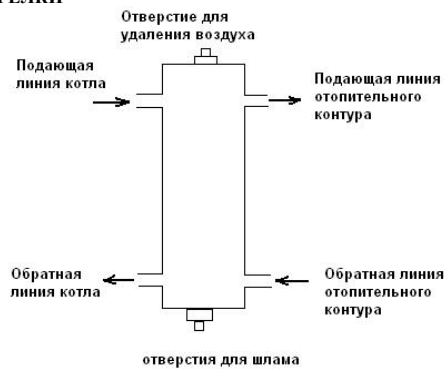 Отверстие для
удаления воздуха
Подающая
линия котла
Подающая линия
отопительного
контура
Обратная
линия котла
Обратная линия
отопительного
контура
отверстия для шлама